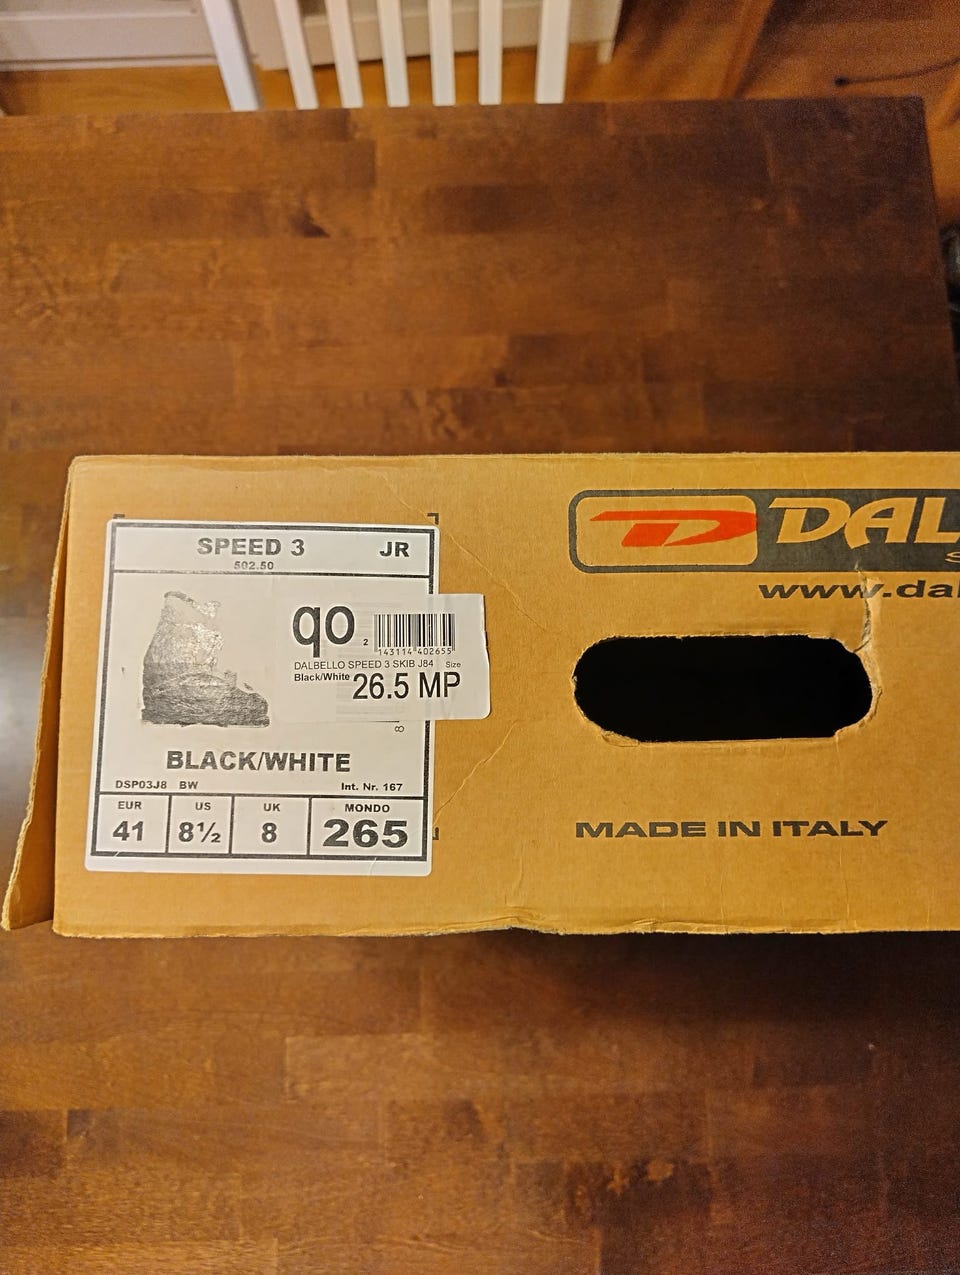 SPEED 3 JR
502.50
qo
2
143114 402655
DALBELLO SPEED 3 SKIB J84 Size
Black/White 26.5 MP
8
BLACK/WHITE
DSP03J8 BW Int. Nr. 167
EUR US UK MONDO
41 8½ 8 265
DAL
www.dal
MADE IN ITALY